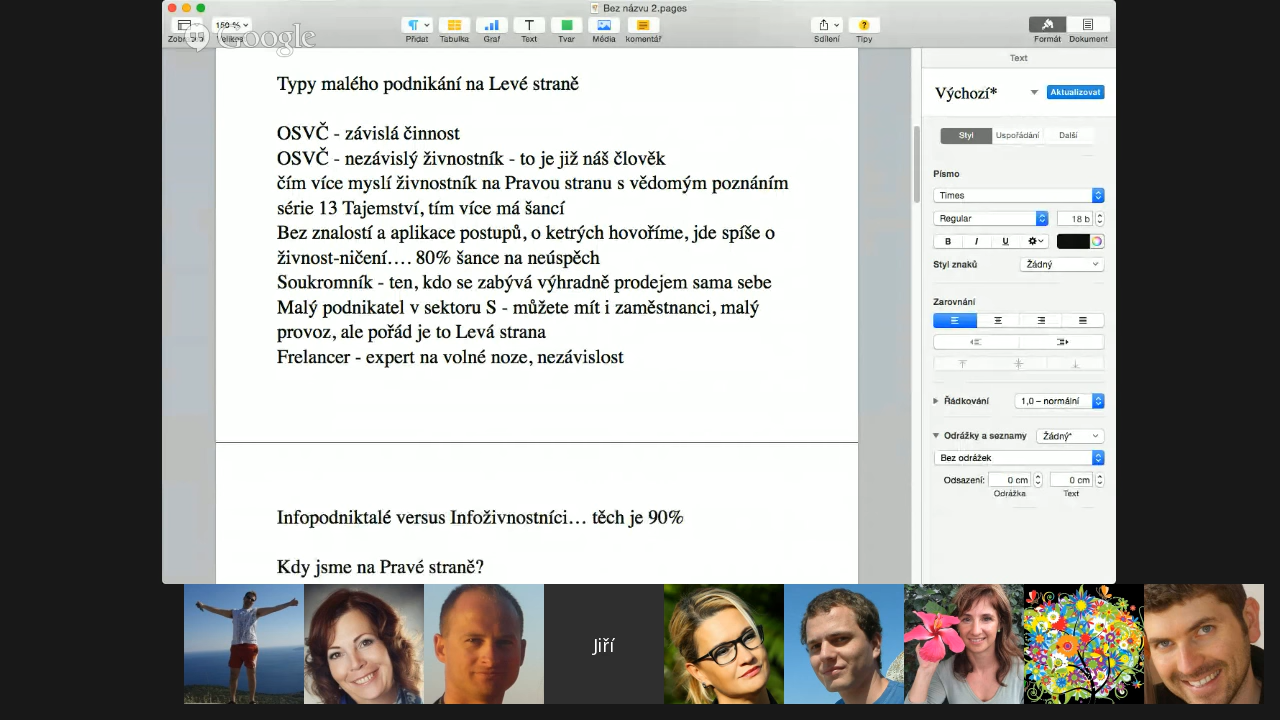 Bez názvu 2.pages
150 %
Google
Přidat
Tabulka
Graf
Text
Tvar
Média
komentář
Sdílení
Tipy
Formát
Dokument
Typy malého podnikání na Levé straně
OSVČ - závislá činnost
OSVČ - nezávislý živnostník - to je již náš člověk
čím více myslí živnostník na Pravou stranu s vědomým poznáním
série 13 Tajemství, tím více má šancí
Bez znalostí a aplikace postupů, o ketrých hovoříme, jde spíše o
živnost-ničení…. 80% šance na neúspěch
Soukromník - ten, kdo se zabývá výhradně prodejem sama sebe
Malý podnikatel v sektoru S - můžete mít i zaměstnanci, malý
provoz, ale pořád je to Levá strana
Frelancer - expert na volné noze, nezávislost
Infopodniktalé versus Infoživnostníci… těch je 90%
Kdy jsme na Pravé straně?
Text
Výchozí*
Aktualizovat
Styl
Uspořádání
Další
Písmo
Times
Regular
18 b
B I U
Styl znaků
Žádný
Zarovnání
Řádkování
1,0 – normální
Odrážky a seznamy
Žádný*
Bez odrážek
Odsazení:
0 cm
0 cm
Odrážka
Text
Jiří